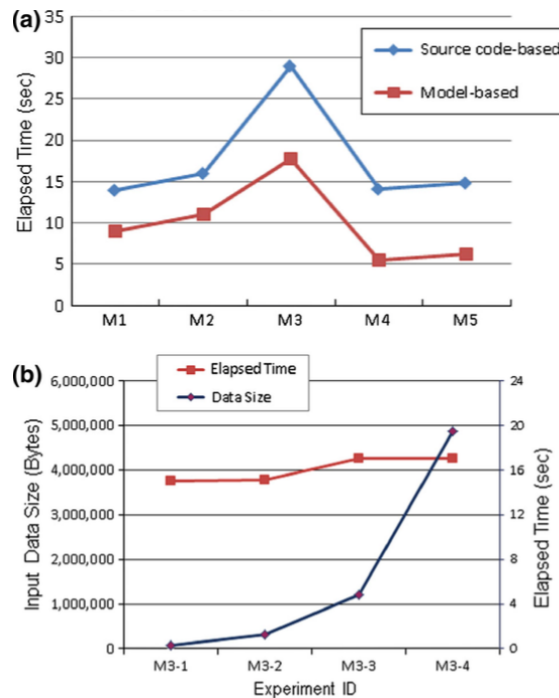 (a)
35
30
25
20
15
10
5
0
Elapsed Time (sec)
Source code-based
Model-based
M1 M2 M3 M4 M5
(b)
Elapsed Time
Data Size
6,000,000
5,000,000
4,000,000
3,000,000
2,000,000
1,000,000
0
Input Data Size (Bytes)
24
20
16
12
8
4
0
Elapsed Time (sec)
M3-1 M3-2 M3-3 M3-4
Experiment ID